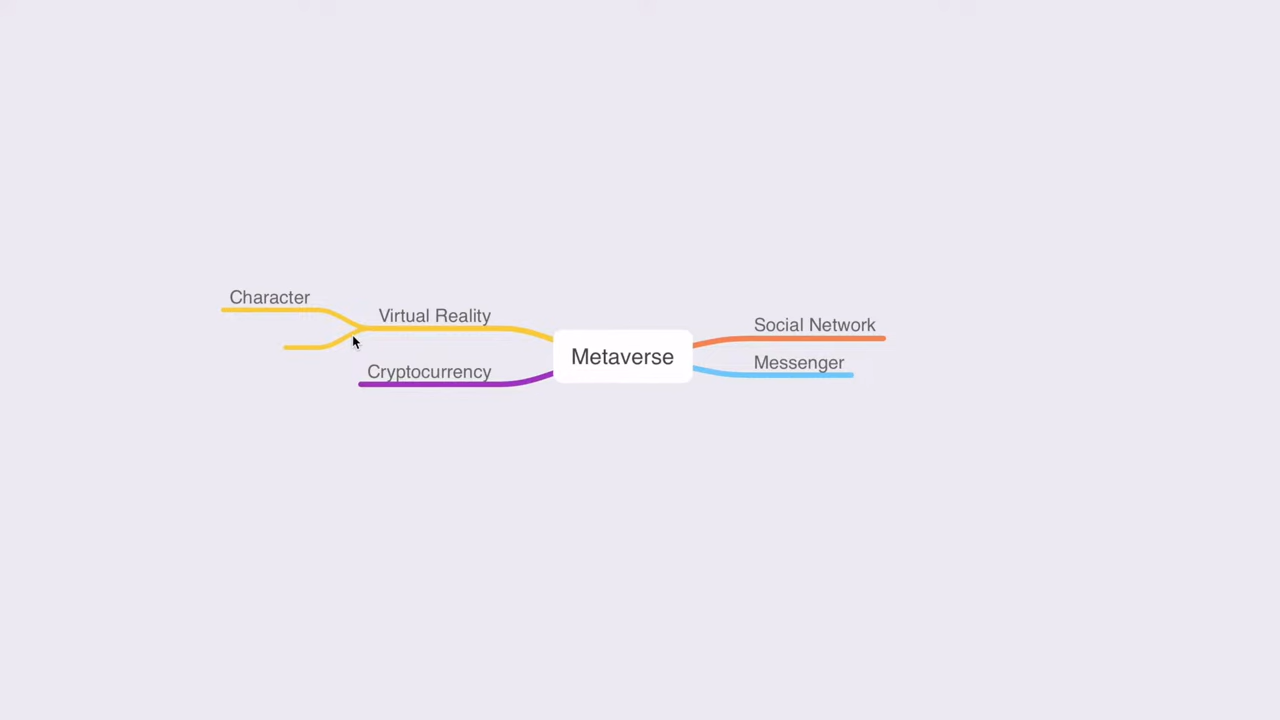 Character
Virtual Reality
Cryptocurrency
Metaverse
Social Network
Messenger